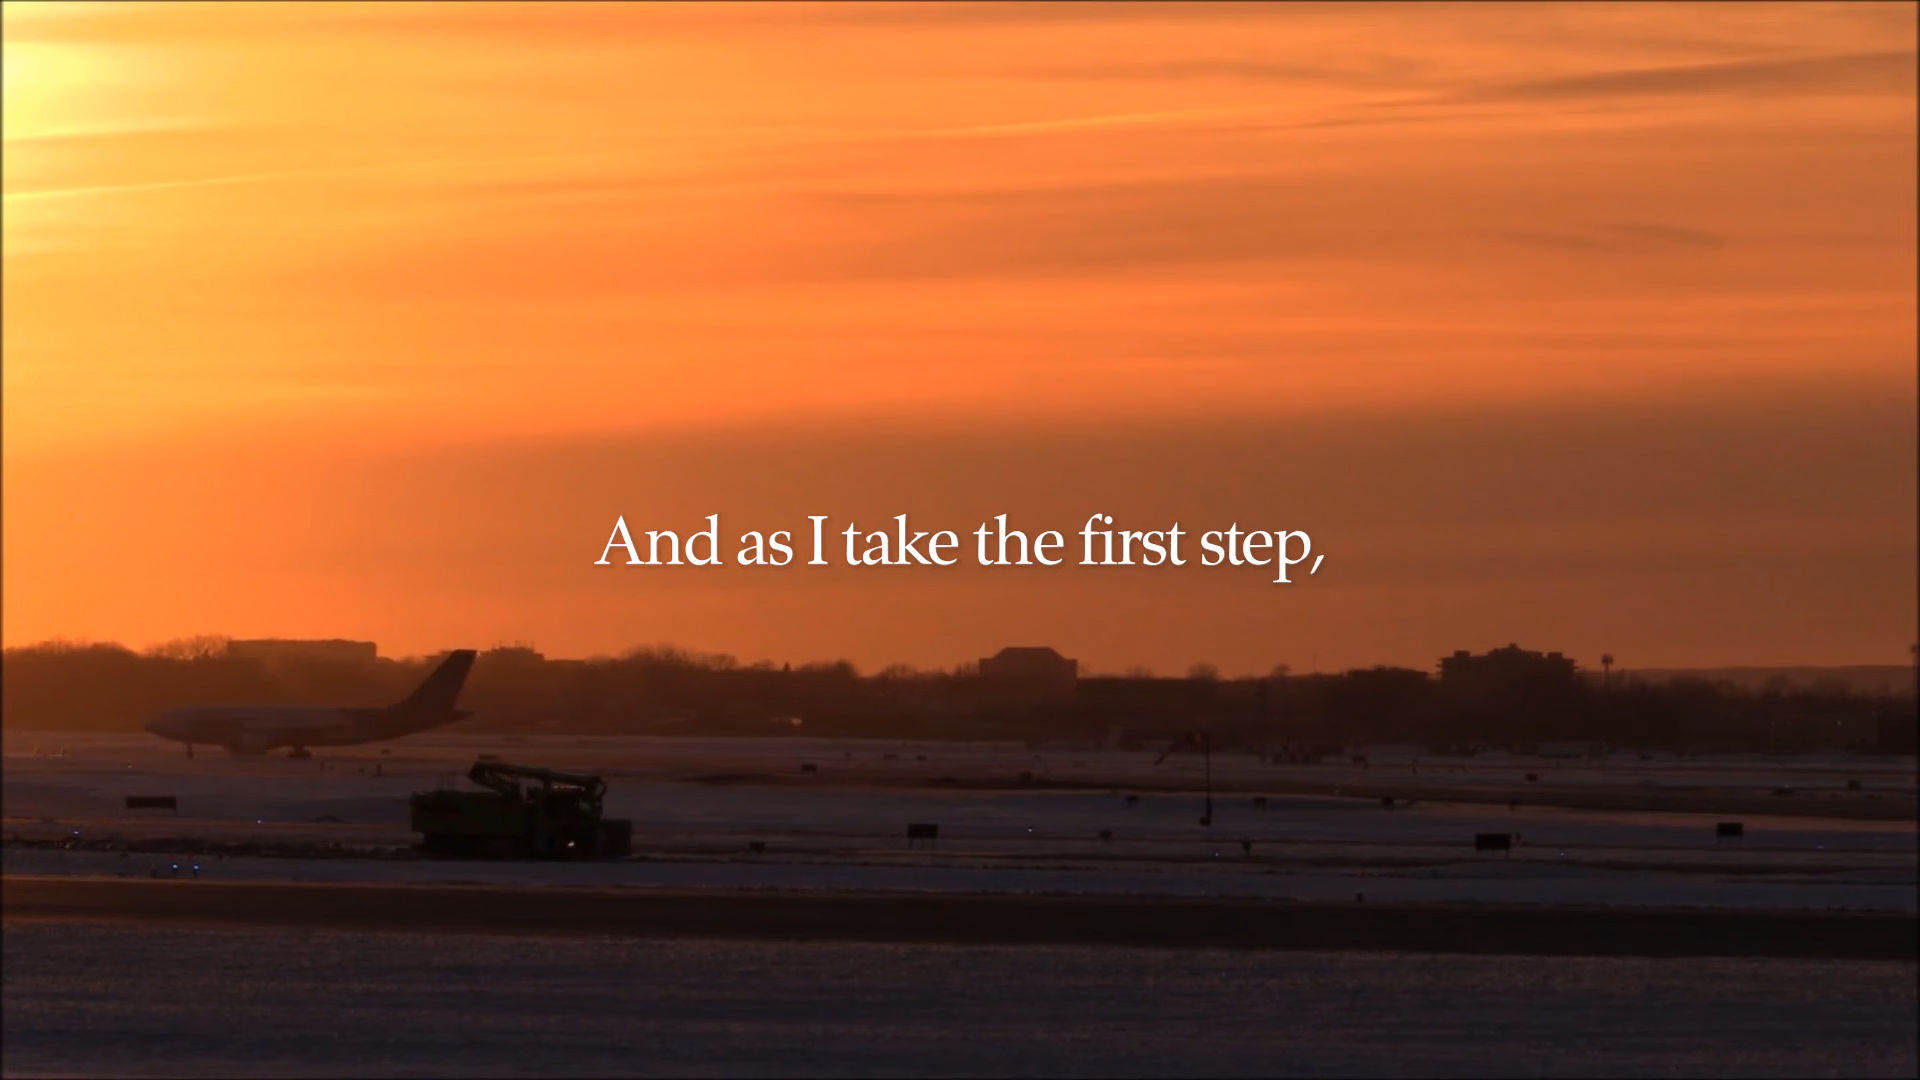 And as I take the first step,